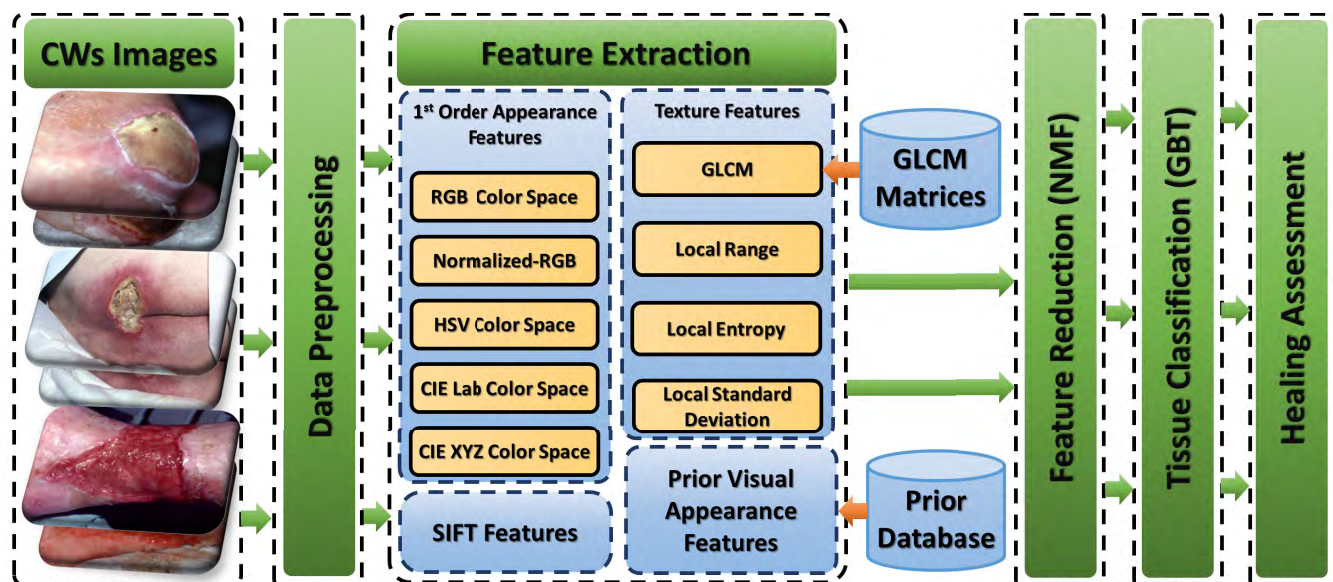 CWs Images
Data Preprocessing
Feature Extraction
1st Order Appearance
Features
RGB Color Space
Normalized-RGB
HSV Color Space
CIE Lab Color Space
CIE XYZ Color Space
SIFT Features
Texture Features
GLCM
Local Range
Local Entropy
Local Standard
Deviation
Prior Visual
Appearance
Features
GLCM
Matrices
Prior
Database
Feature Reduction (NMF)
Tissue Classification (GBT)
Healing Assessment